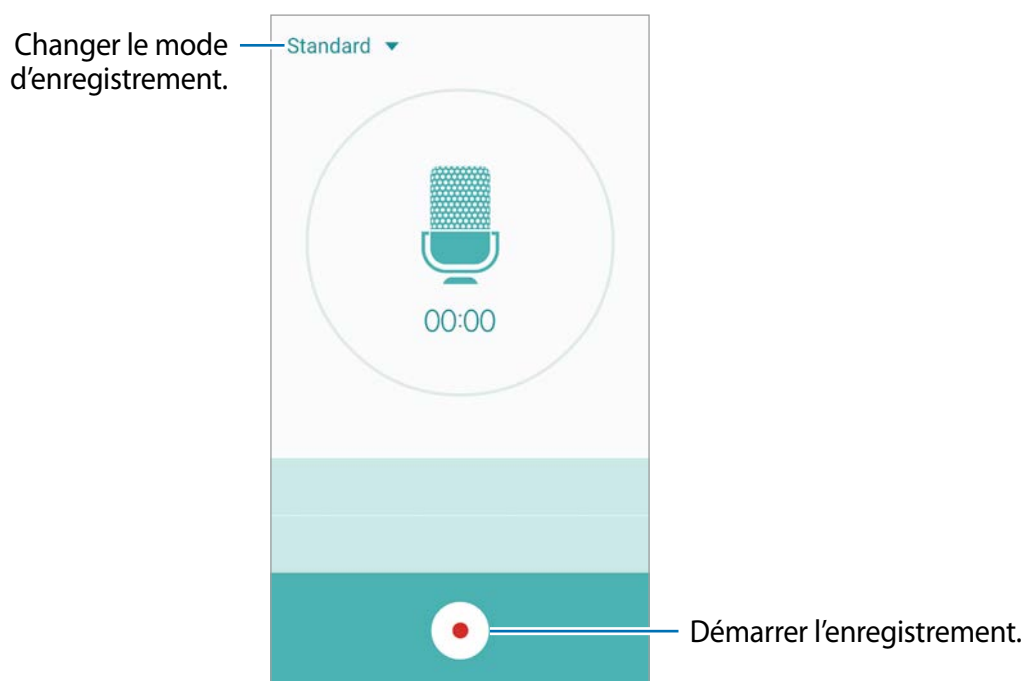 Changer le mode
d’enregistrement.
Standard
00:00
Démarrer l’enregistrement.